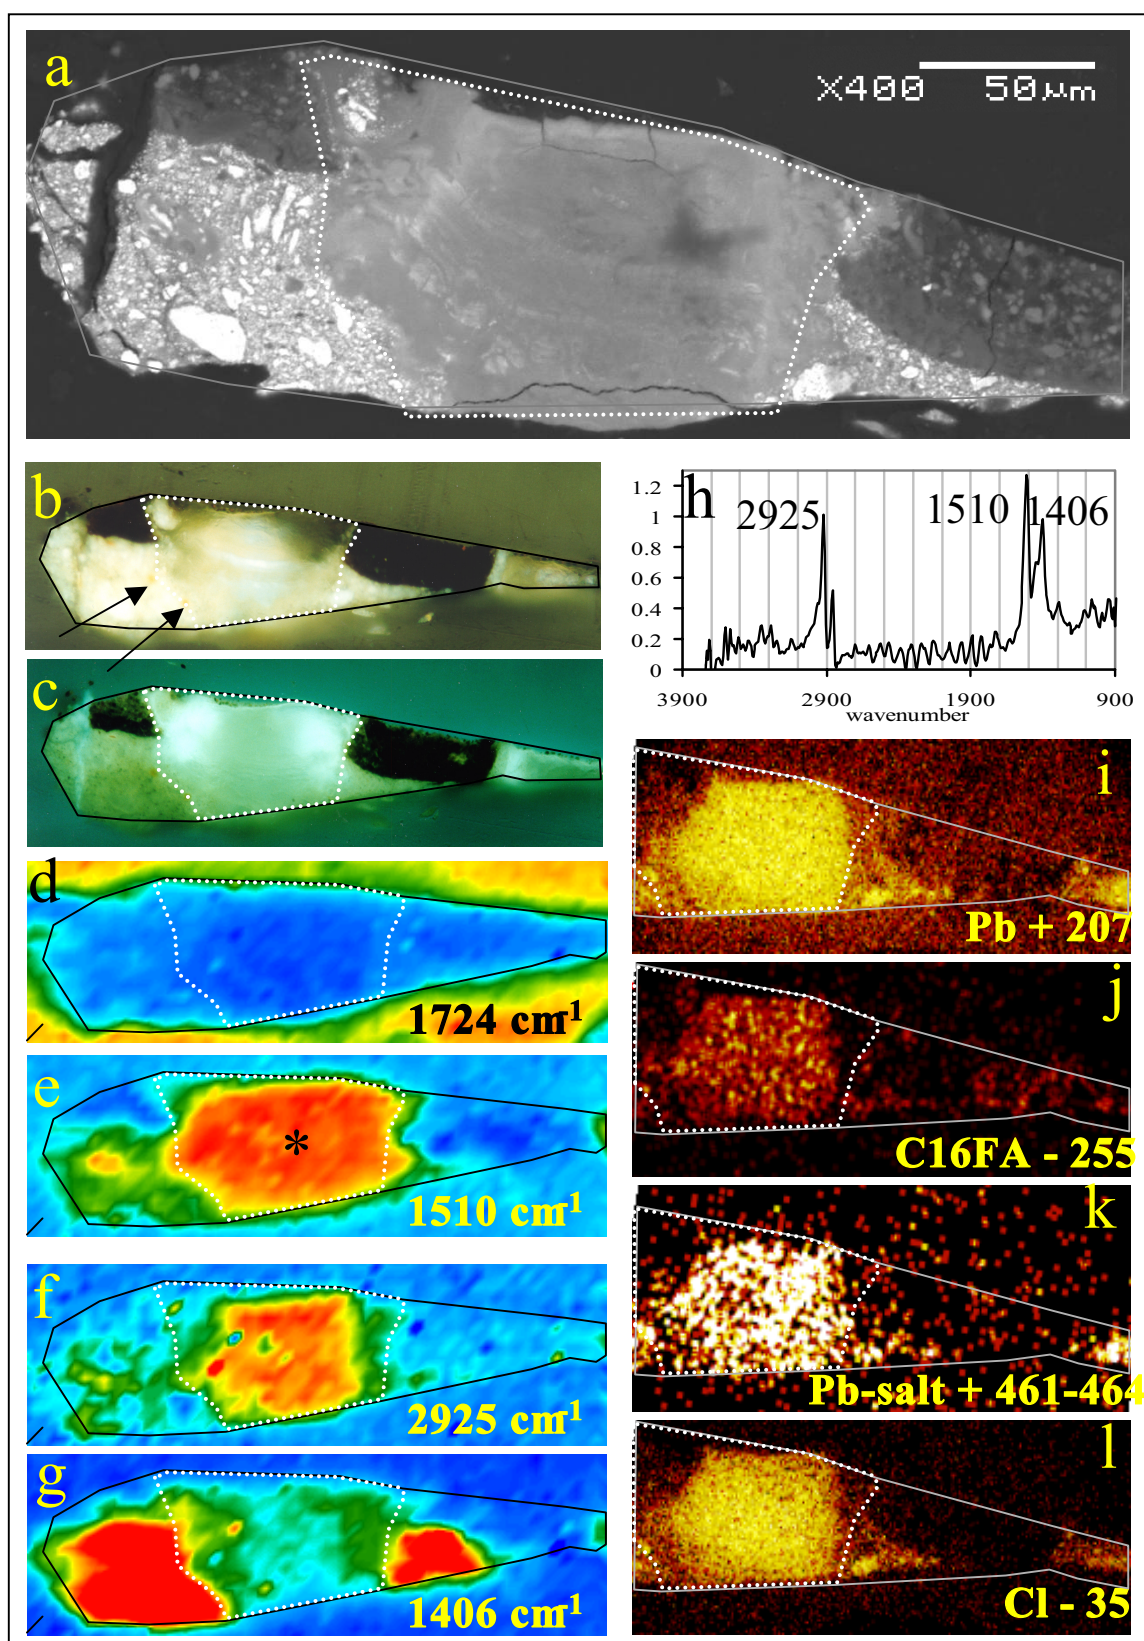 a
X400 50µm
b
c
d
1724 cm1
e
*
1510 cm1
f
2925 cm1
g
1406 cm1
h
2925 1510 1406
1.2
1
0.8
0.6
0.4
0.2
0
3900 2900 1900 900
wavenumber
i
Pb + 207
j
C16FA - 255
k
Pb-salt + 461-464
l
Cl - 35